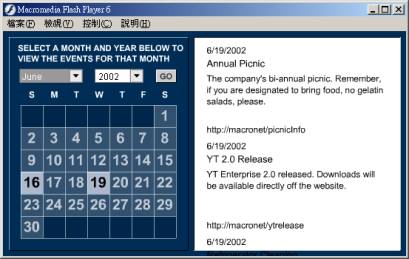 Macromedia Flash Player 6
檔案(F) 檢視(V) 控制(C) 說明(H)
SELECT A MONTH AND YEAR BELOW TO
VIEW THE EVENTS FOR THAT MONTH
June 2002 GO
S M T W T F S
1
2 3 4 5 6 7 8
9 10 11 12 13 14 15
16 17 18 19 20 21 22
23 24 25 26 27 28 29
30
6/19/2002
Annual Picnic
The company's bi-annual picnic. Remember,
if you are designated to bring food, no gelatin
salads, please.
http://macronet/picnicInfo
6/19/2002
YT 2.0 Release
YT Enterprise 2.0 released. Downloads will
be available directly off the website.
http://macronet/ytrelease
6/19/2002
Refrigerator Cleaning